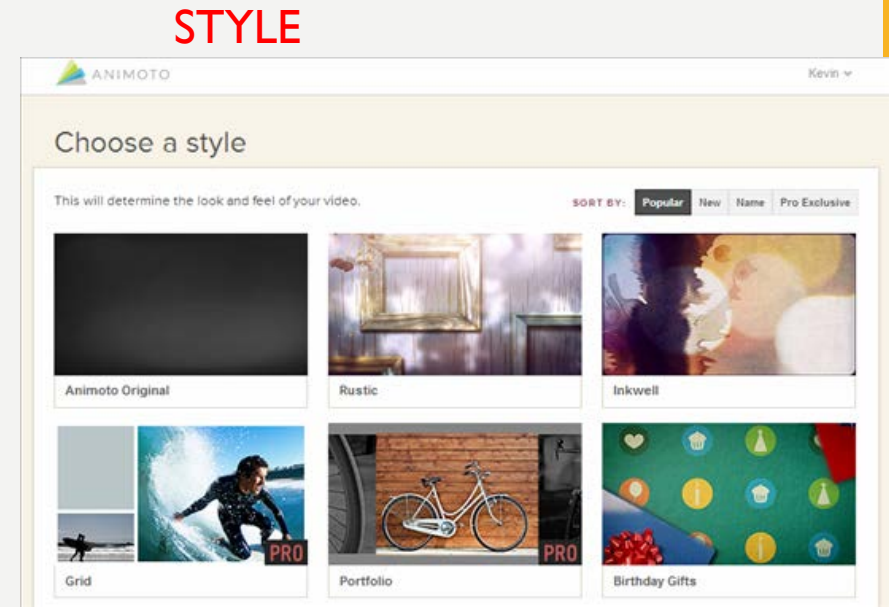 STYLE
ANIMOTO
Kevin
Choose a style
This will determine the look and feel of your video.
SORT BY: Popular New Name Pro Exclusive
Animoto Original
Rustic
Inkwell
PRO
PRO
Grid
Portfolio
Birthday Gifts